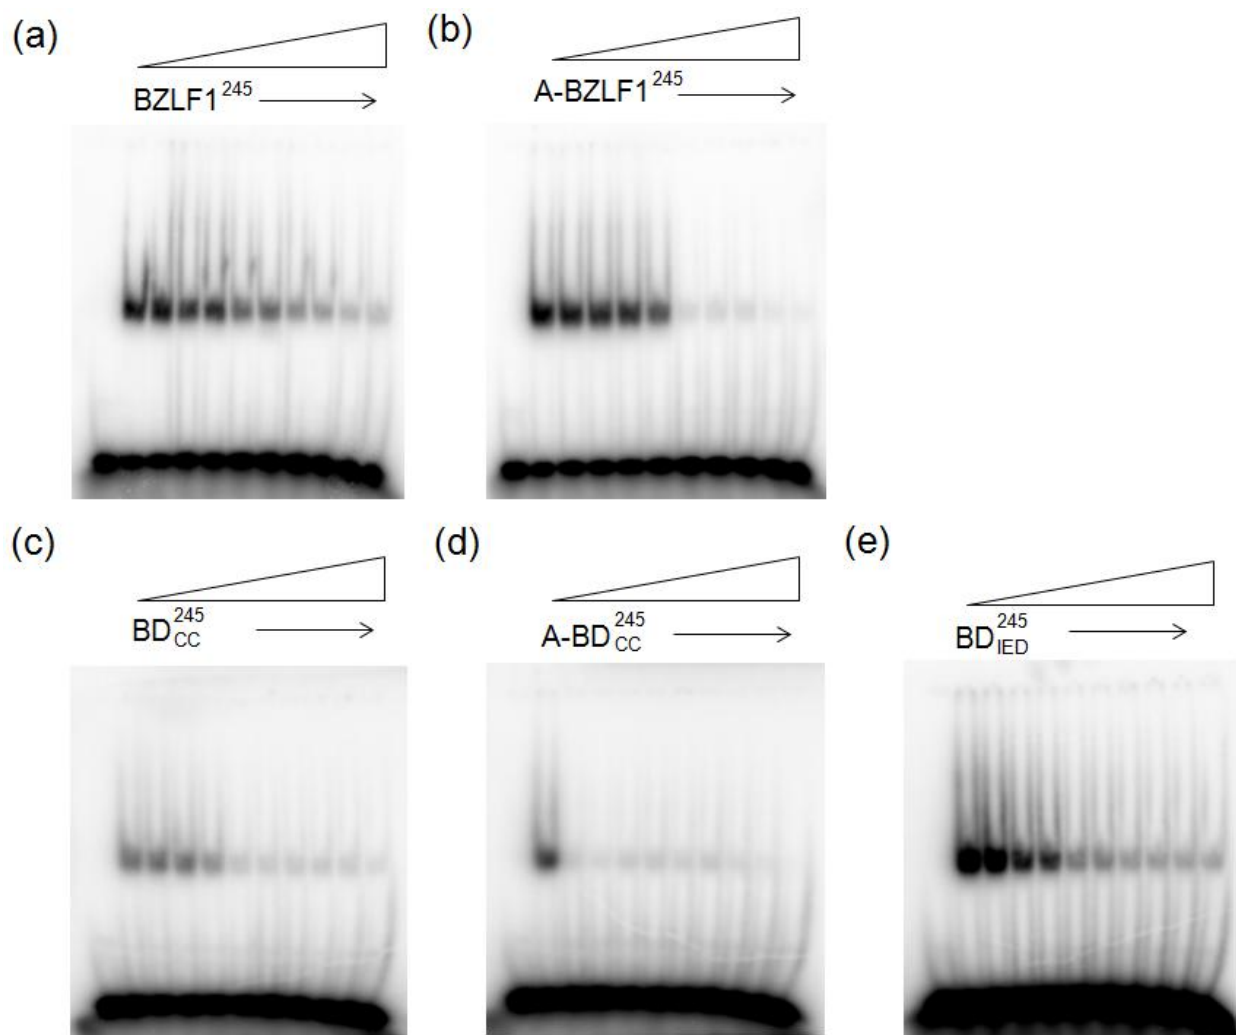 (a)
BZLF1²⁴⁵
(b)
A-BZLF1²⁴⁵
(c)
BD²⁴⁵CC
(d)
A-BD²⁴⁵CC
(e)
BD²⁴⁵IED